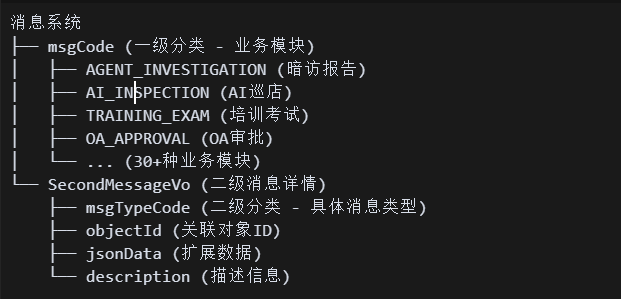 消息系统
├── msgCode (一级分类 - 业务模块)
│   ├── AGENT_INVESTIGATION (暗访报告)
│   ├── AI_INSPECTION (AI巡店)
│   ├── TRAINING_EXAM (培训考试)
│   ├── OA_APPROVAL (OA审批)
│   └── ... (30+种业务模块)
└── SecondMessageVo (二级消息详情)
    ├── msgTypeCode (二级分类 - 具体消息类型)
    ├── objectId (关联对象ID)
    ├── jsonData (扩展数据)
    └── description (描述信息)